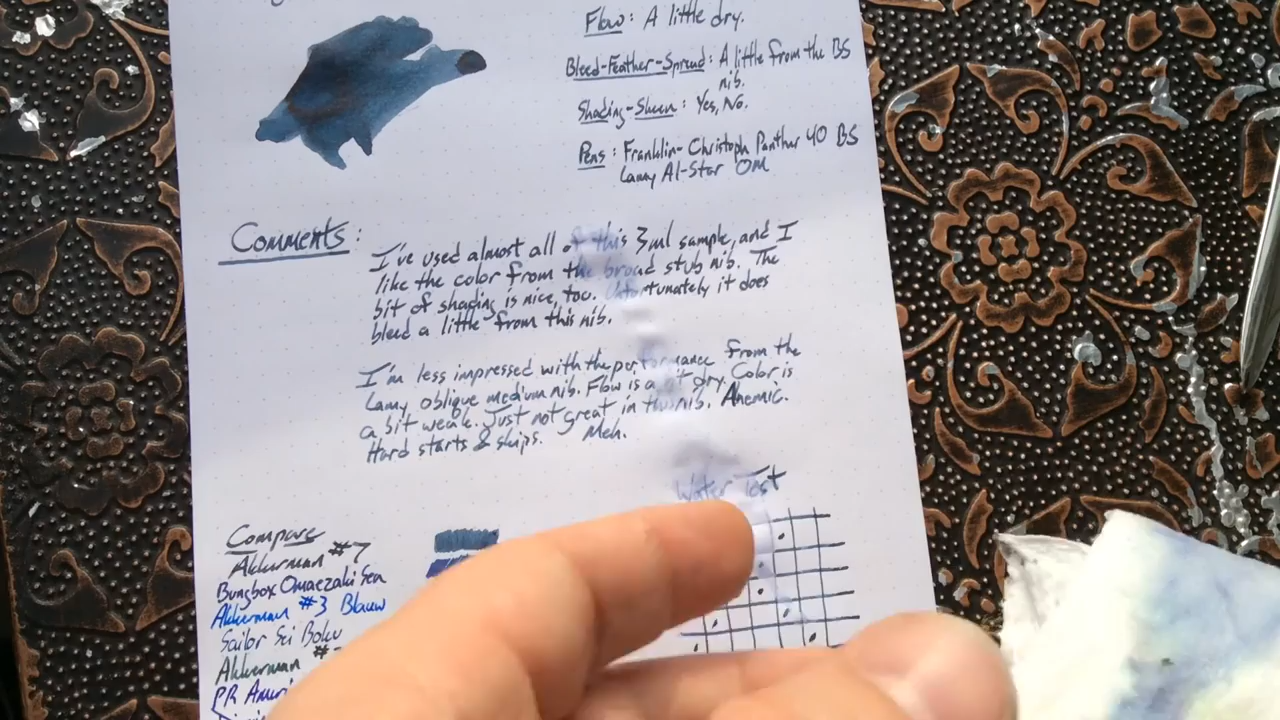 Flow: A little dry.
Bleed-Feather-Spread: A little from the BS
nib.
Shading-Sheen: Yes, No.
Pens: Franklin-Christoph Panther 40 BS
Lamy Al-Star OM
Comments:
I've used almost all of this 3ml sample, and I
like the color from the broad stub nib. The
bit of shading is nice, too. Unfortunately it does
bleed a little from this nib.
I'm less impressed with the performance from the
Lamy oblique medium nib. Flow is a bit dry. Color is
a bit weak. Just not great in this nib. Anemic.
Hard starts & skips. Meh.
Water Test
Compare
Akkerman #7
Bungbox Omaezaki Sea
Akkerman #3 Blauw
Sailor Sei Boku
Akkerman #
PR